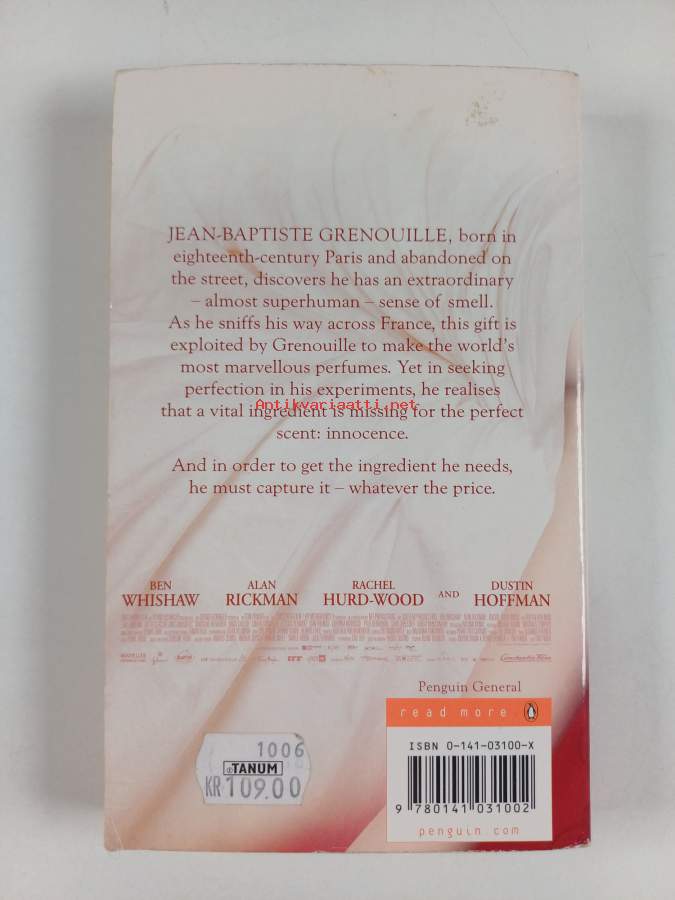 JEAN-BAPTISTE GRENOUILLE, born in
eighteenth-century Paris and abandoned on
the street, discovers he has an extraordinary
– almost superhuman – sense of smell.
As he sniffs his way across France, this gift is
exploited by Grenouille to make the world's
most marvellous perfumes. Yet in seeking
perfection in his experiments, he realises
Antikvariaatti.net
that a vital ingredient is missing for the perfect
scent: innocence.
And in order to get the ingredient he needs,
he must capture it – whatever the price.
BEN WHISHAW
ALAN RICKMAN
RACHEL HURD-WOOD
AND
DUSTIN HOFFMAN
Constantin Film
Penguin General
read more
ISBN 0-141-03100-X
9 780141 031002
penguin.com
1006
TANUM
KR 109.00